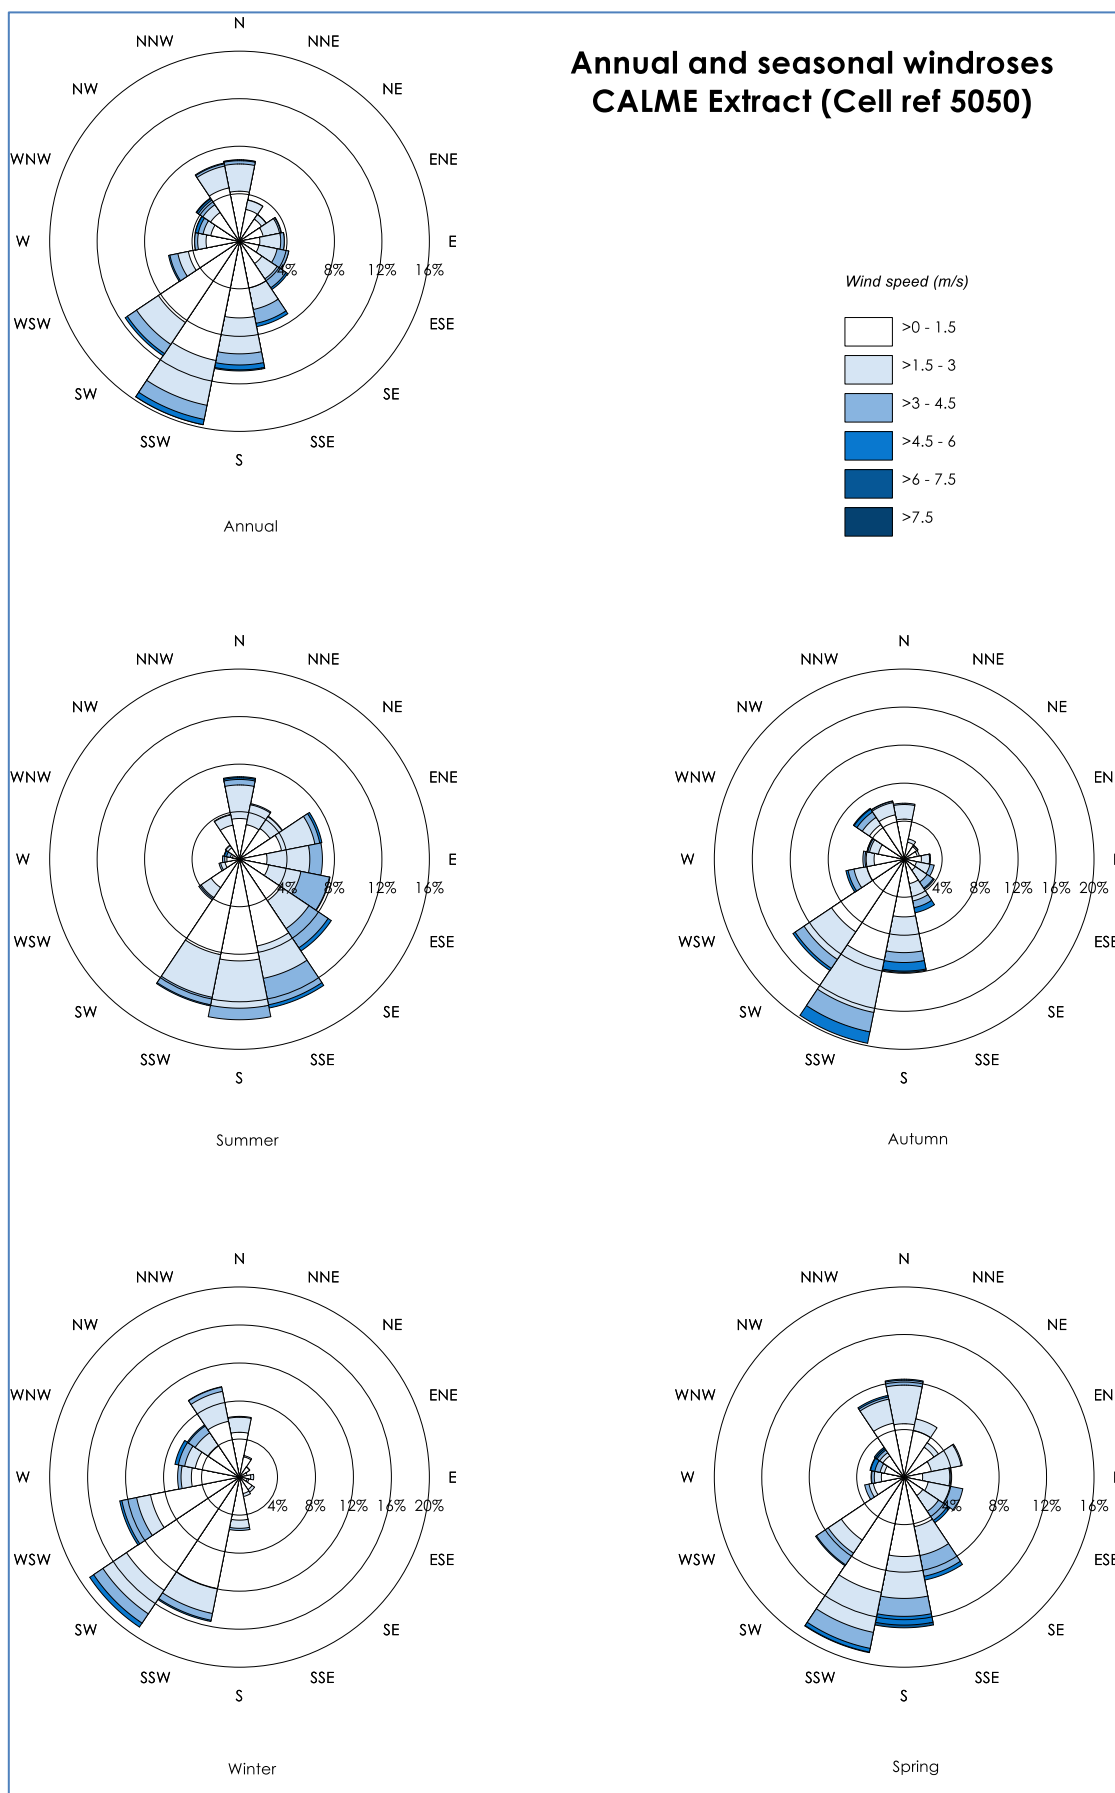 Annual and seasonal windroses
CALME Extract (Cell ref 5050)
N
NNW
NNE
NW
NE
WNW
ENE
W
E
4%
8%
12%
16%
WSW
ESE
SW
SE
SSW
SSE
S
Annual
Wind speed (m/s)
>0 - 1.5
>1.5 - 3
>3 - 4.5
>4.5 - 6
>6 - 7.5
>7.5
N
NNW
NNE
NW
NE
WNW
ENE
W
E
4%
8%
12%
16%
WSW
ESE
SW
SE
SSW
SSE
S
Summer
N
NNW
NNE
NW
NE
WNW
EN
W
4%
8%
12%
16%
20%
WSW
ESE
SW
SE
SSW
SSE
S
Autumn
N
NNW
NNE
NW
NE
WNW
ENE
W
E
4%
8%
12%
16%
20%
WSW
ESE
SW
SE
SSW
SSE
S
Winter
N
NNW
NNE
NW
NE
WNW
EN
W
4%
8%
12%
16%
WSW
ESE
SW
SE
SSW
SSE
S
Spring